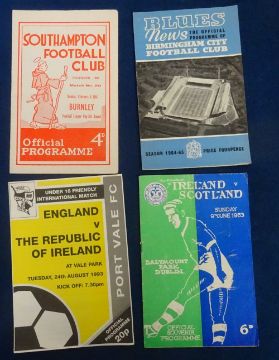 SOUTHAMPTON
FOOTBALL
CLUB
BURNLEY
Official
PROGRAMME 4D
BLUES
News THE OFFICIAL
PROGRAMME OF
BIRMINGHAM CITY
FOOTBALL CLUB
SEASON 1964-65 PRICE FOURPENCE
UNDER 15 FRIENDLY
INTERNATIONAL MATCH
ENGLAND
v
THE REPUBLIC
OF IRELAND
AT VALE PARK
TUESDAY, 24th AUGUST 1993
KICK OFF: 7.30pm
PORT VALE FC
OFFICIAL
PROGRAMME
20p
IRELAND
V
SCOTLAND
SUNDAY
9TH JUNE 1963
DALYMOUNT
PARK
DUBLIN
OFFICIAL
SOUVENIR
PROGRAMME
6D